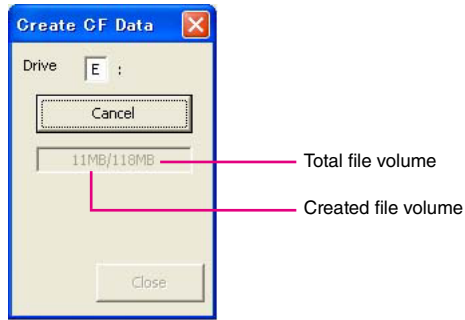 Create CF Data
Drive E :
Cancel
11MB/118MB
Total file volume
Created file volume
Close